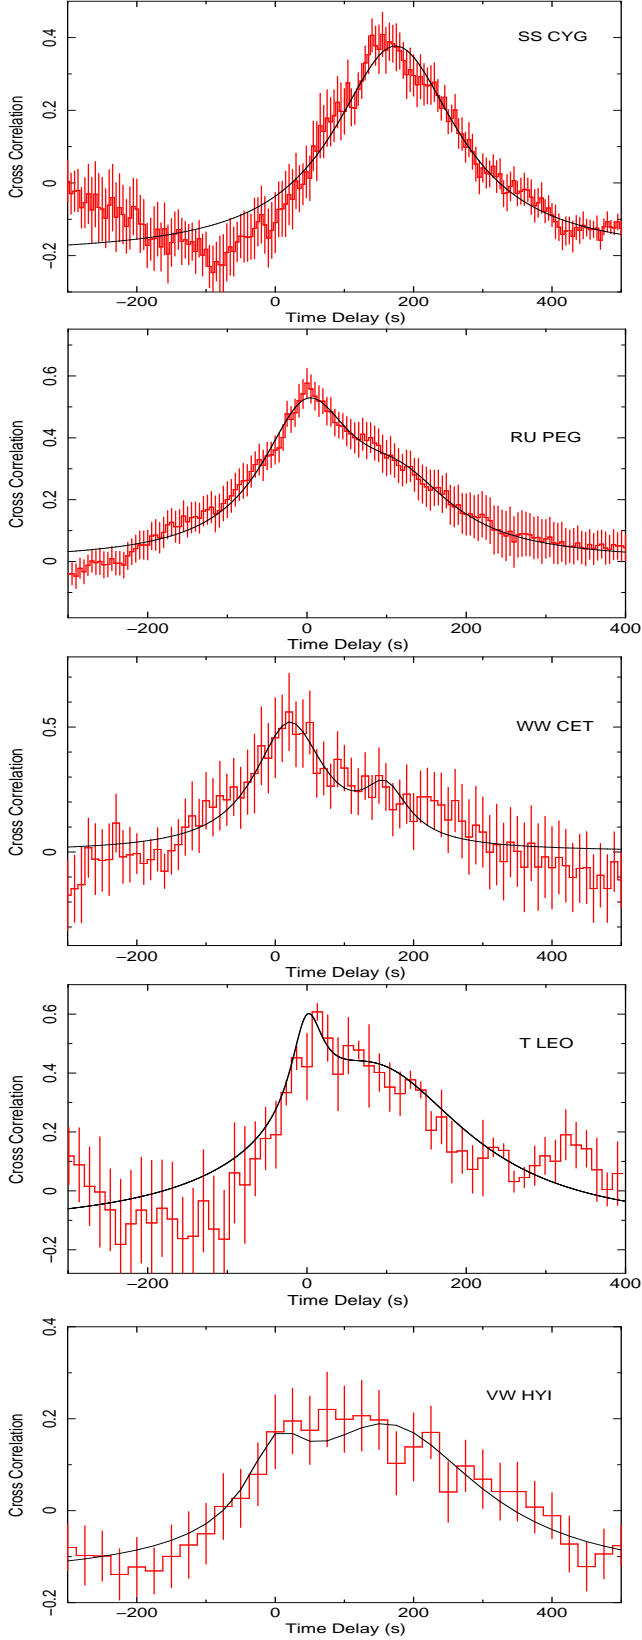 SS CYG
Cross Correlation
0.4
0.2
0
−0.2
−200
0
200
400
Time Delay (s)
RU PEG
Cross Correlation
0.6
0.4
0.2
0
−200
0
200
400
Time Delay (s)
WW CET
Cross Correlation
0.5
0
−200
0
200
400
Time Delay (s)
T LEO
Cross Correlation
0.6
0.4
0.2
0
−0.2
−200
0
200
400
Time Delay (s)
VW HYI
Cross Correlation
0.4
0.2
0
−0.2
−200
0
200
400
Time Delay (s)